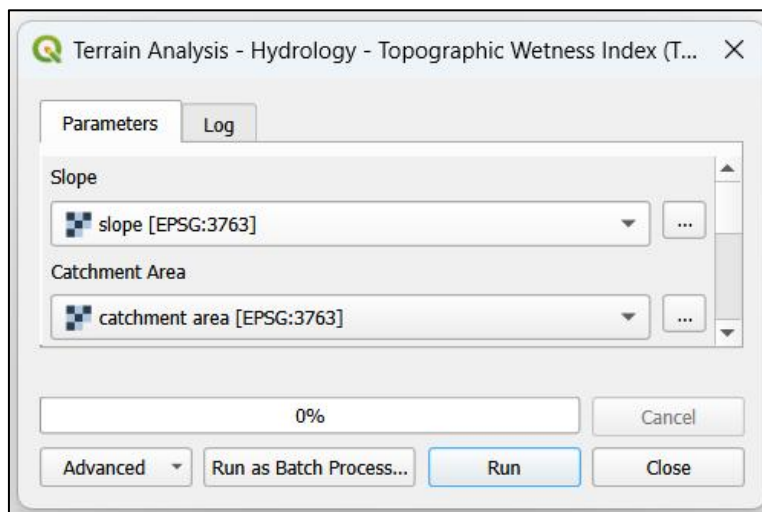 Terrain Analysis - Hydrology - Topographic Wetness Index (T...
Parameters Log
Slope
slope [EPSG:3763]
...
Catchment Area
catchment area [EPSG:3763]
...
0%
Cancel
Advanced
Run as Batch Process...
Run
Close